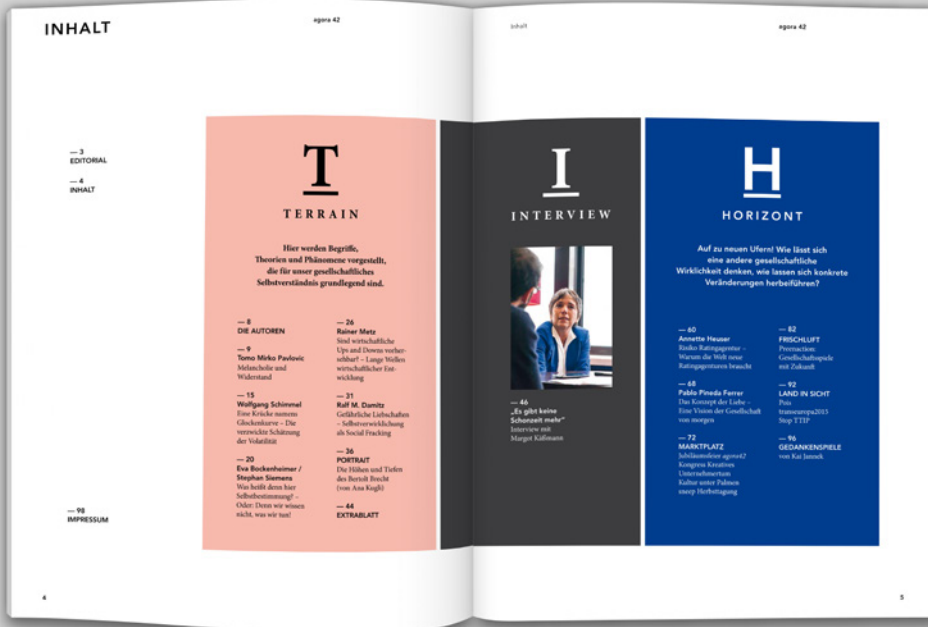 INHALT
agora 42
Inhalt
agora 42
— 3
EDITORIAL
— 4
INHALT
— 98
IMPRESSUM
4
T
TERRAIN
Hier werden Begriffe,
Theorien und Phänomene vorgestellt,
die für unser gesellschaftliches
Selbstverständnis grundlegend sind.
— 8
DIE AUTOREN
— 9
Tomo Mirko Pavlovic
Melancholie und
Widerstand
— 15
Wolfgang Schimmel
Eine Krücke namens
Glockenkurve – Die
verzwickte Schätzung
der Volatilität
— 20
Eva Bockenheimer /
Stephan Siemens
Was heißt denn hier
Selbstbestimmung? –
Oder: Denn wir wissen
nicht, was wir tun!
— 26
Rainer Metz
Sind wirtschaftliche
Ups and Downs vorher-
sehbar? – Lange Wellen
wirtschaftlicher Ent-
wicklung
— 31
Ralf M. Damitz
Gefährliche Liebschaften
– Selbstverwirklichung
als Social Fracking
— 36
PORTRAIT
Die Höhen und Tiefen
des Bertolt Brecht
(von Ana Kugli)
— 44
EXTRABLATT
I
INTERVIEW
— 46
„Es gibt keine
Schonzeit mehr“
Interview mit
Margot Käßmann
H
HORIZONT
Auf zu neuen Ufern! Wie lässt sich
eine andere gesellschaftliche
Wirklichkeit denken, wie lassen sich konkrete
Veränderungen herbeiführen?
— 60
Annette Heuser
Risiko Ratingagentur –
Warum die Welt neue
Ratingagenturen braucht
— 68
Pablo Pineda Ferrer
Das Konzept der Liebe –
Eine Vision der Gesellschaft
von morgen
— 72
MARKTPLATZ
Jubiläumsfeier agora42
Kongress Kreatives
Unternehmertum
Kultur unter Palmen
sneep Herbsttagung
— 82
FRISCHLUFT
Preenaction:
Gesellschaftsspiele
mit Zukunft
— 92
LAND IN SICHT
Pois
transeuropa2015
Stop TTIP
— 96
GEDANKENSPIELE
von Kai Jannek
5